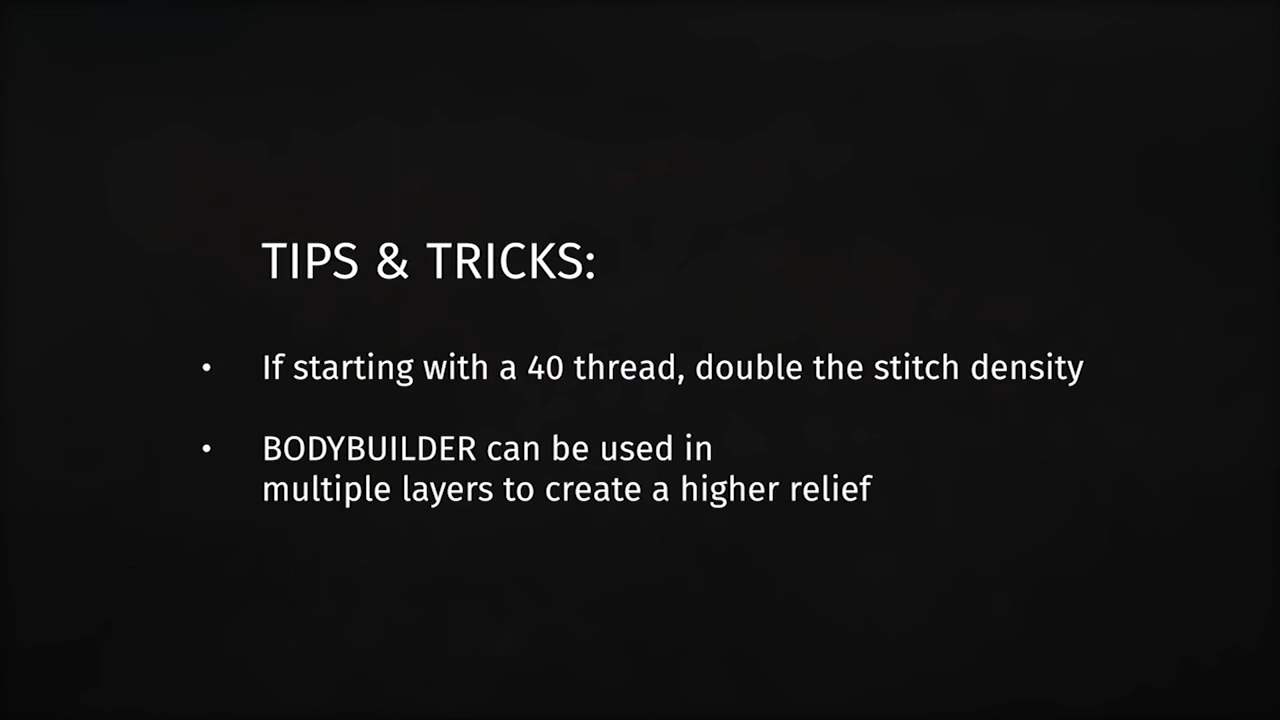 TIPS & TRICKS:
• If starting with a 40 thread, double the stitch density
• BODYBUILDER can be used in
multiple layers to create a higher relief